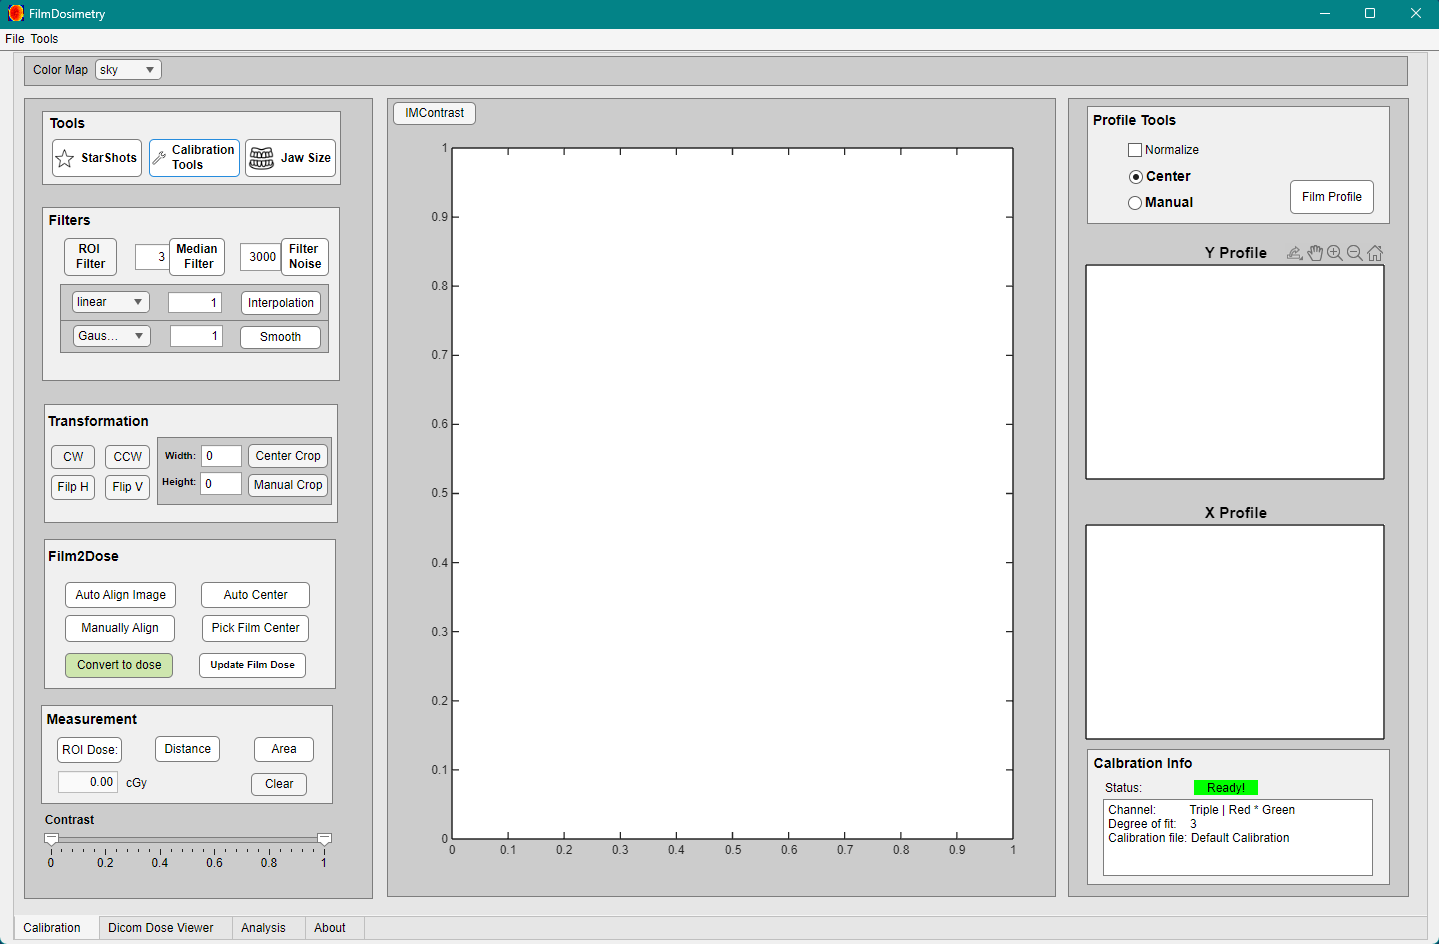 FilmDosimetry
File Tools
Color Map sky
Tools
StarShots
Calibration
Tools
Jaw Size
Filters
ROI
Filter
3
Median
Filter
3000
Filter
Noise
linear 1 Interpolation
Gaus... 1 Smooth
Transformation
CW CCW
Filp H Flip V
Width: 0 Center Crop
Height: 0 Manual Crop
Film2Dose
Auto Align Image Auto Center
Manually Align Pick Film Center
Convert to dose Update Film Dose
Measurement
ROI Dose: Distance Area
0.00 cGy Clear
Contrast
0 0.2 0.4 0.6 0.8 1
IMContrast
1
0.9
0.8
0.7
0.6
0.5
0.4
0.3
0.2
0.1
0
0 0.1 0.2 0.3 0.4 0.5 0.6 0.7 0.8 0.9 1
Profile Tools
Normalize
Center
Manual
Film Profile
Y Profile
X Profile
Calbration Info
Status: Ready!
Channel: Triple | Red * Green
Degree of fit: 3
Calibration file: Default Calibration
Calibration Dicom Dose Viewer Analysis About